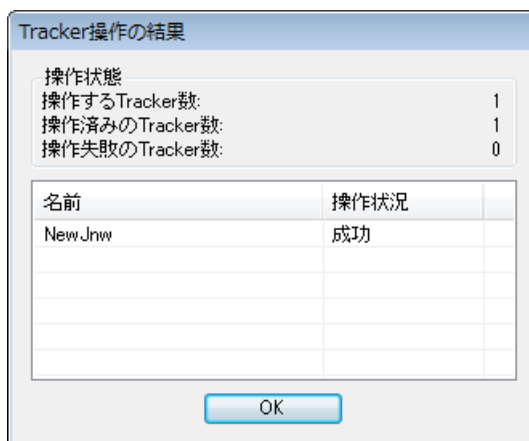 Tracker操作の結果
操作状態
操作するTracker数: 1
操作済みのTracker数: 1
操作失敗のTracker数: 0
名前 操作状況
NewJnw 成功
OK